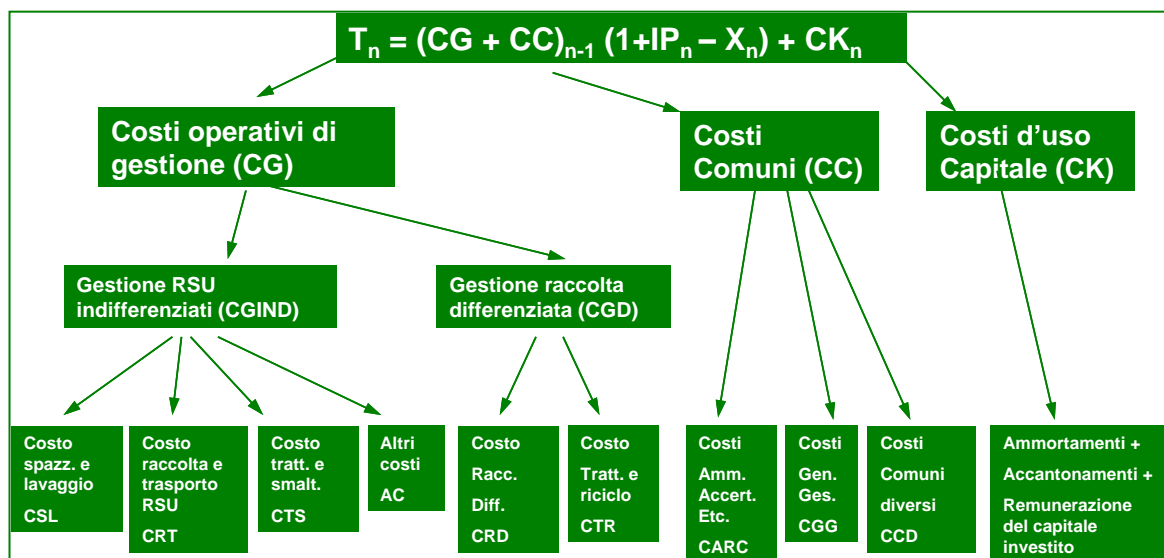 Tn = (CG + CC)n-1 (1+IPn – Xn) + CKn
Costi operativi di
gestione (CG)
Costi
Comuni (CC)
Costi d’uso
Capitale (CK)
Gestione RSU
indifferenziati (CGIND)
Gestione raccolta
differenziata (CGD)
Costo
spazz. e
lavaggio
CSL
Costo
raccolta e
trasporto
RSU
CRT
Costo
tratt. e
smalt.
CTS
Altri
costi
AC
Costo
Racc.
Diff.
CRD
Costo
Tratt. e
riciclo
CTR
Costi
Amm.
Accert.
Etc.
CARC
Costi
Gen.
Ges.
CGG
Costi
Comuni
diversi
CCD
Ammortamenti +
Accantonamenti +
Remunerazione
del capitale
investito